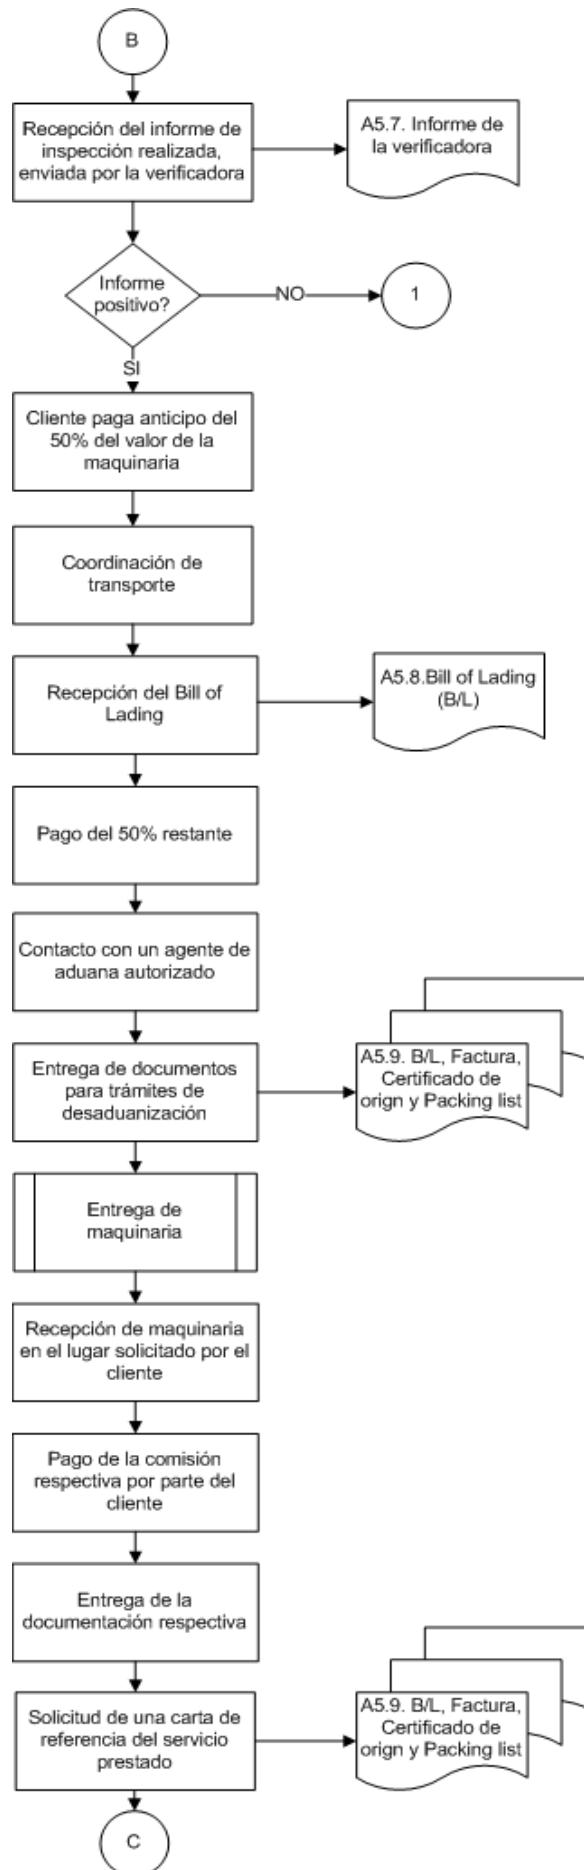 B
Recepción del informe de
inspección realizada,
enviada por la verificadora
A5.7. Informe de
la verificadora
Informe
positivo?
NO
1
SI
Cliente paga anticipo del
50% del valor de la
maquinaria
Coordinación de
transporte
Recepción del Bill of
Lading
A5.8.Bill of Lading
(B/L)
Pago del 50% restante
Contacto con un agente de
aduana autorizado
Entrega de documentos
para trámites de
desaduanización
A5.9. B/L, Factura,
Certificado de
orign y Packing list
Entrega de
maquinaria
Recepción de maquinaria
en el lugar solicitado por el
cliente
Pago de la comisión
respectiva por parte del
cliente
Entrega de la
documentación respectiva
Solicitud de una carta de
referencia del servicio
prestado
A5.9. B/L, Factura,
Certificado de
orign y Packing list
C